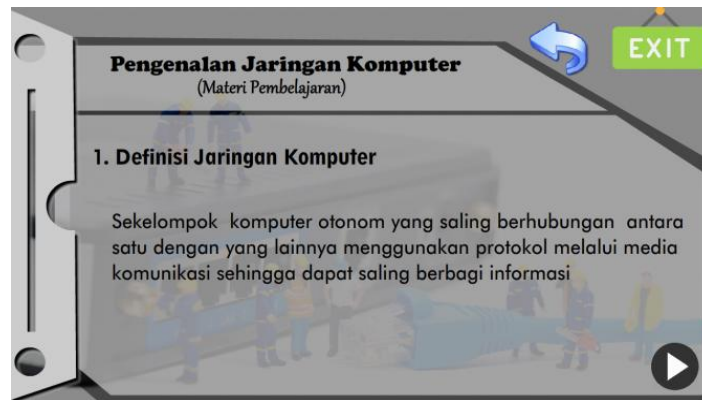 EXIT
Pengenalan Jaringan Komputer
(Materi Pembelajaran)
1. Definisi Jaringan Komputer
Sekelompok komputer otonom yang saling berhubungan antara
satu dengan yang lainnya menggunakan protokol melalui media
komunikasi sehingga dapat saling berbagi informasi